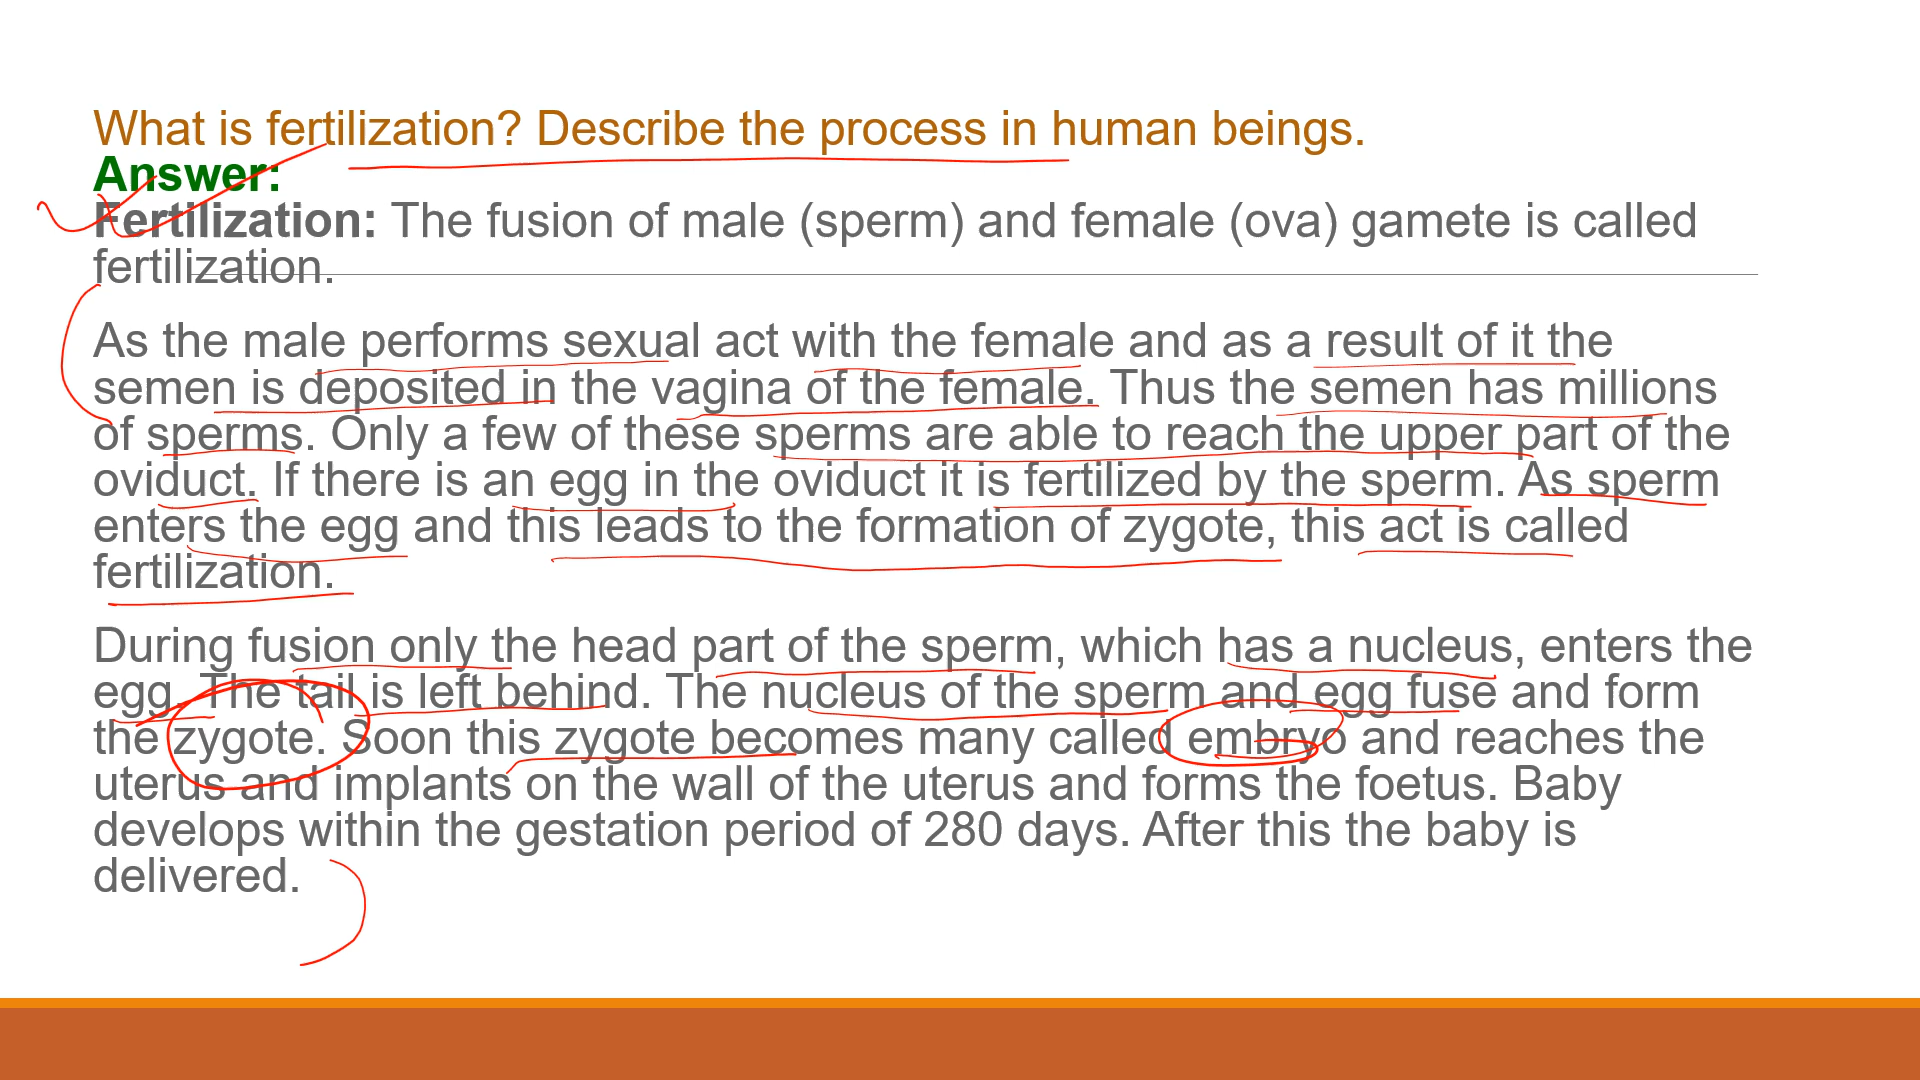 What is fertilization? Describe the process in human beings.
Answer:
Fertilization: The fusion of male (sperm) and female (ova) gamete is called
fertilization.
As the male performs sexual act with the female and as a result of it the
semen is deposited in the vagina of the female. Thus the semen has millions
of sperms. Only a few of these sperms are able to reach the upper part of the
oviduct. If there is an egg in the oviduct it is fertilized by the sperm. As sperm
enters the egg and this leads to the formation of zygote, this act is called
fertilization.
During fusion only the head part of the sperm, which has a nucleus, enters the
egg. The tail is left behind. The nucleus of the sperm and egg fuse and form
the zygote. Soon this zygote becomes many called embryo and reaches the
uterus and implants on the wall of the uterus and forms the foetus. Baby
develops within the gestation period of 280 days. After this the baby is
delivered.